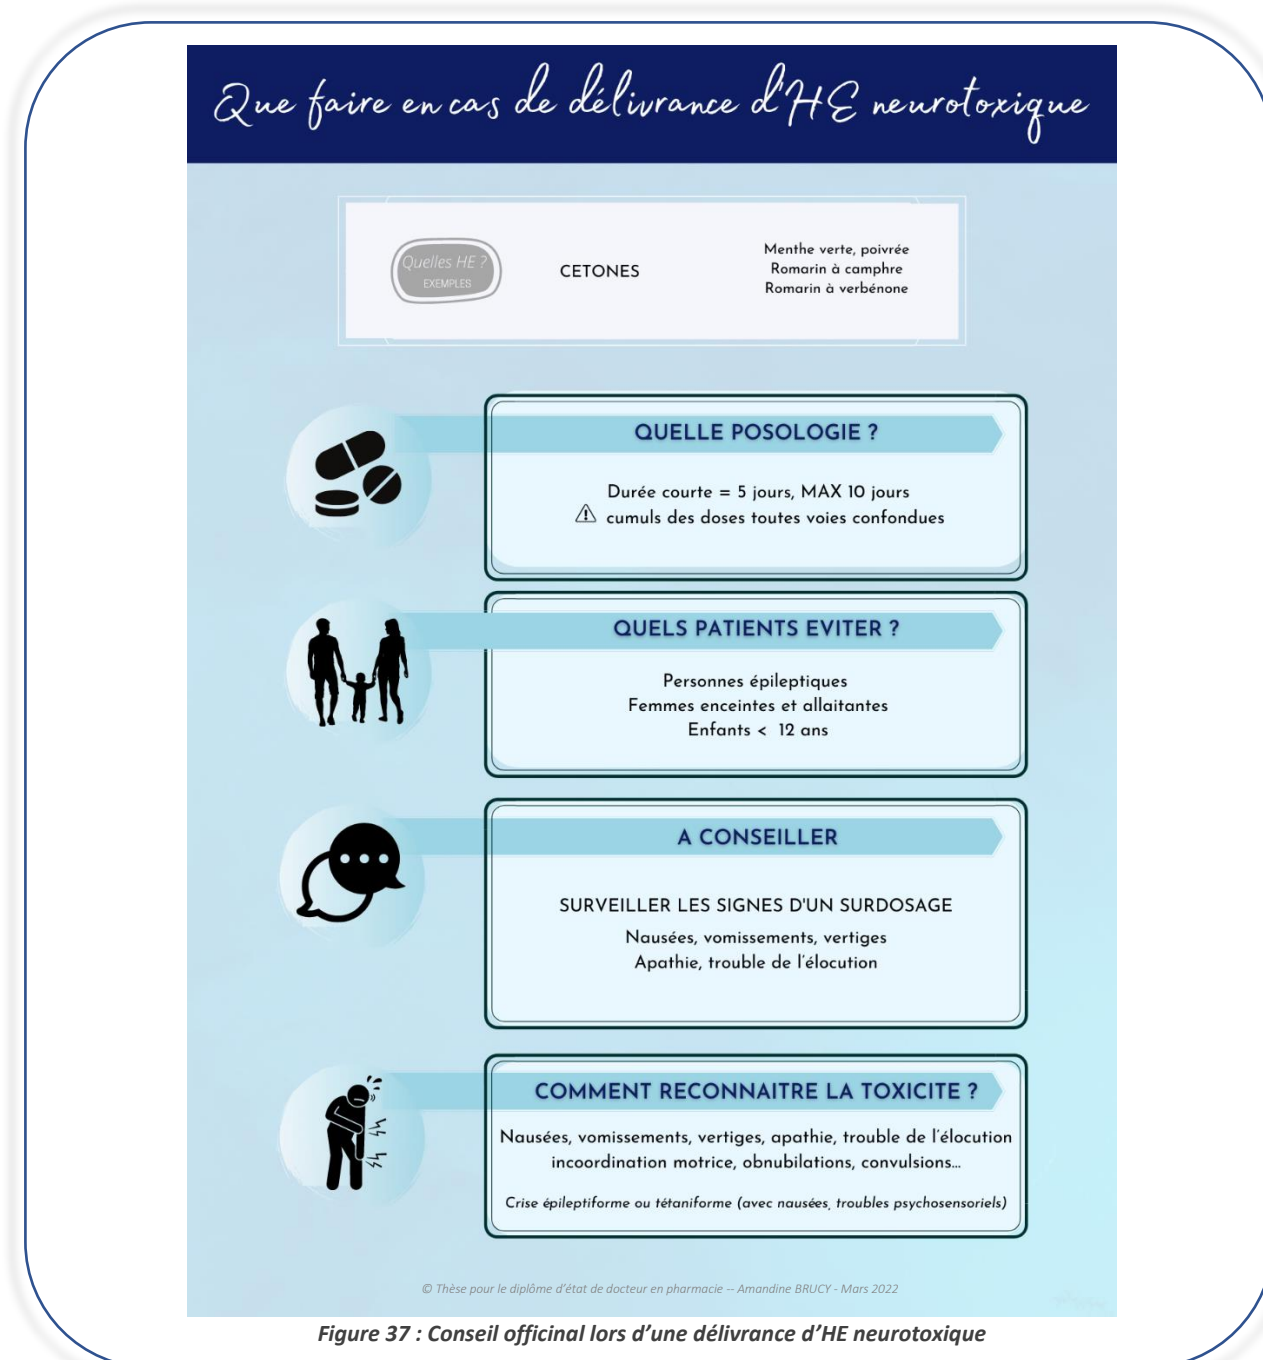 Que faire en cas de délivrance d'HE neurotoxique
Quelles HE ?
EXEMPLES
CETONES
Menthe verte, poivrée
Romarin à camphre
Romarin à verbénone
QUELLE POSOLOGIE ?
Durée courte = 5 jours, MAX 10 jours
⚠ cumuls des doses toutes voies confondues
QUELS PATIENTS EVITER ?
Personnes épileptiques
Femmes enceintes et allaitantes
Enfants < 12 ans
A CONSEILLER
SURVEILLER LES SIGNES D'UN SURDOSAGE
Nausées, vomissements, vertiges
Apathie, trouble de l'élocution
COMMENT RECONNAITRE LA TOXICITE ?
Nausées, vomissements, vertiges, apathie, trouble de l'élocution
incoordination motrice, obnubilations, convulsions...
Crise épileptiforme ou tétaniforme (avec nausées, troubles psychosensoriels)
© Thèse pour le diplôme d'état de docteur en pharmacie -- Amandine BRUCY - Mars 2022
Figure 37 : Conseil officinal lors d'une délivrance d'HE neurotoxique